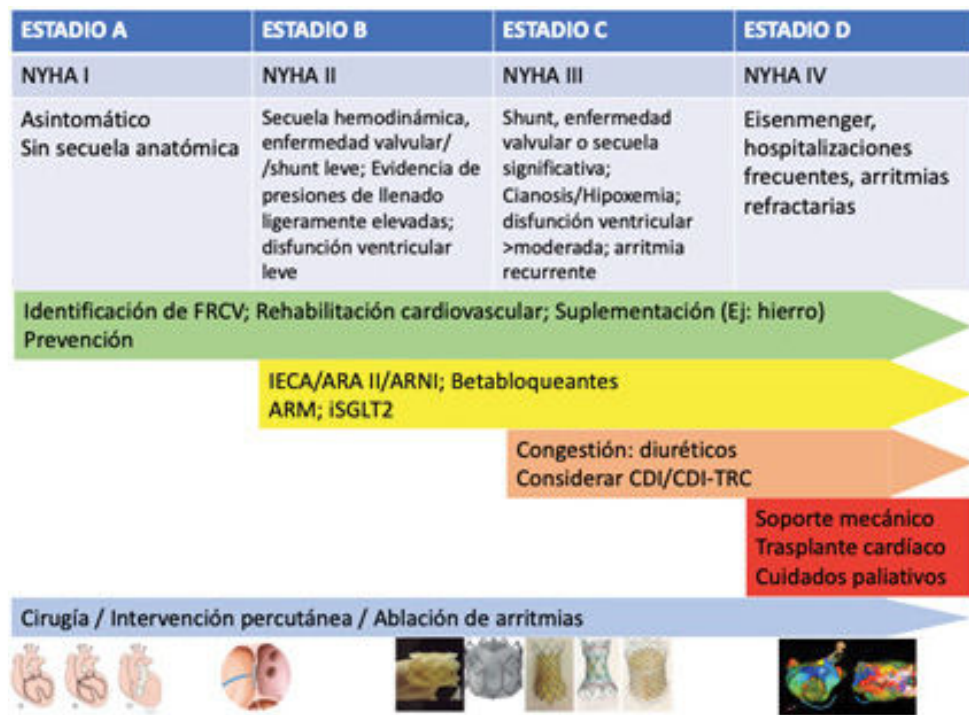 ESTADIO A
ESTADIO B
ESTADIO C
ESTADIO D
NYHA I
NYHA II
NYHA III
NYHA IV
Asintomático
Sin secuela anatómica
Secuela hemodinámica,
enfermedad valvular/
/shunt leve; Evidencia de
presiones de llenado
ligeramente elevadas;
disfunción ventricular
leve
Shunt, enfermedad
valvular o secuela
significativa;
Cianosis/Hipoxemia;
disfunción ventricular
>moderada; arritmia
recurrente
Eisenmenger,
hospitalizaciones
frecuentes, arritmias
refractarias
Identificación de FRCV; Rehabilitación cardiovascular; Suplementación (Ej: hierro)
Prevención
IECA/ARA II/ARNI; Betabloqueantes
ARM; iSGLT2
Congestión: diuréticos
Considerar CDI/CDI-TRC
Soporte mecánico
Trasplante cardíaco
Cuidados paliativos
Cirugía / Intervención percutánea / Ablación de arritmias